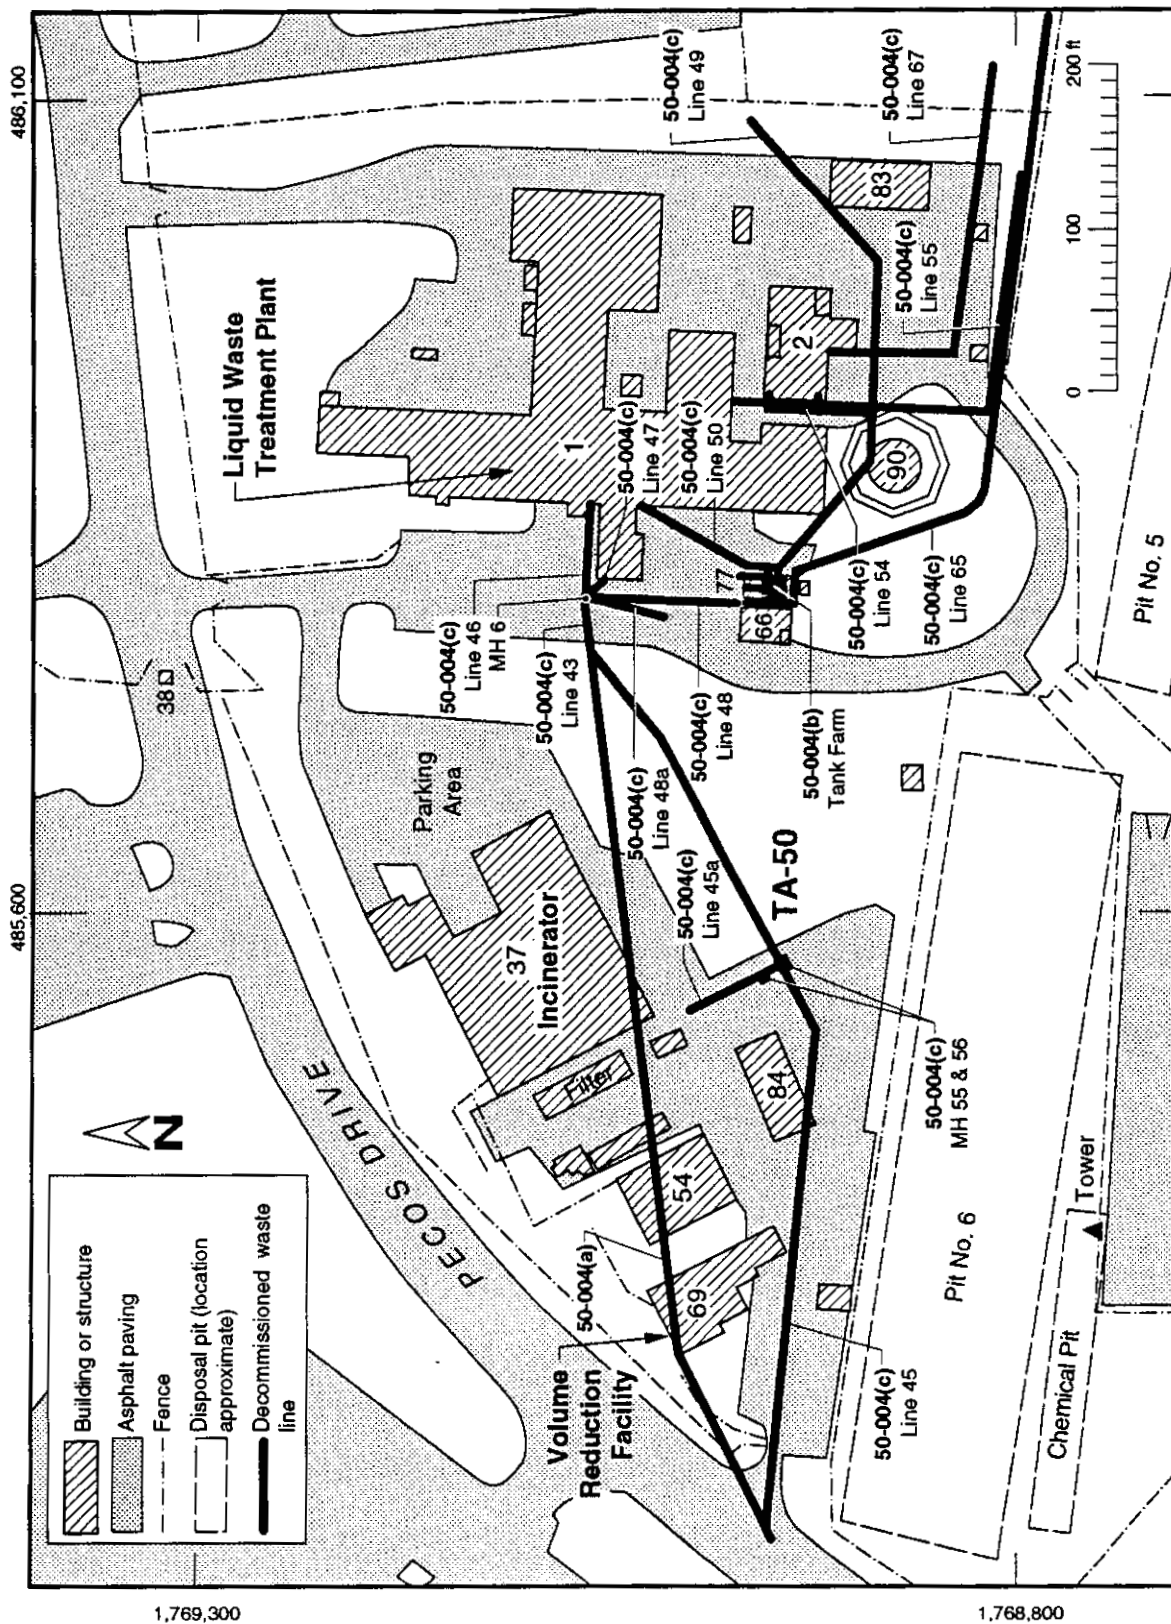 486,100
485,600
1,769,300
1,768,800
Building or structure
Asphalt paving
Fence
Disposal pit (location
approximate)
Decommissioned waste
line
N
PECOS DRIVE
38
Liquid Waste
Treatment Plant
Parking
Area
37
Incinerator
Filter
54
69
84
Volume
Reduction
Facility
50-004(a)
50-004(c)
Line 46
MH 6
50-004(c)
Line 43
50-004(c)
Line 47
50-004(c)
Line 50
50-004(c)
Line 48
50-004(c)
Line 48a
50-004(c)
Line 45a
TA-50
50-004(b)
Tank Farm
50-004(c)
Line 54
50-004(c)
Line 65
50-004(c)
Line 55
50-004(c)
Line 49
50-004(c)
Line 67
50-004(c)
MH 55 & 56
50-004(c)
Line 45
1
2
83
90
77
66
Pit No. 5
Pit No. 6
Chemical Pit
Tower
0
100
200 ft